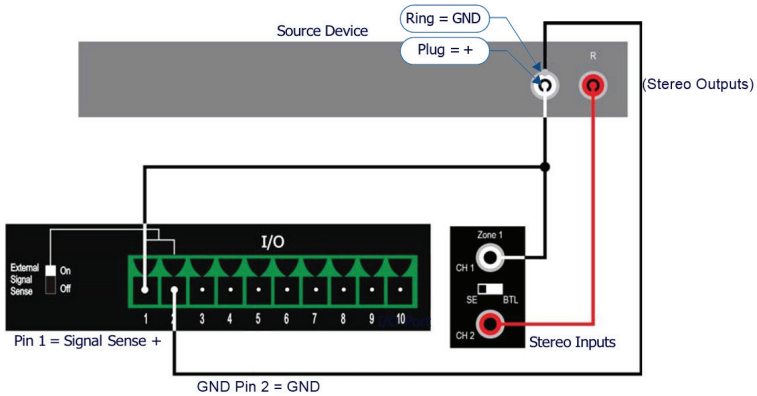 Ring = GND
Source Device
Plug = +
R
(Stereo Outputs)
I/O
Zone 1
External
Signal
Sense
On
Off
CH 1
SE
BTL
1 2 3 4 5 6 7 8 9 10
CH 2
Pin 1 = Signal Sense +
Stereo Inputs
GND Pin 2 = GND